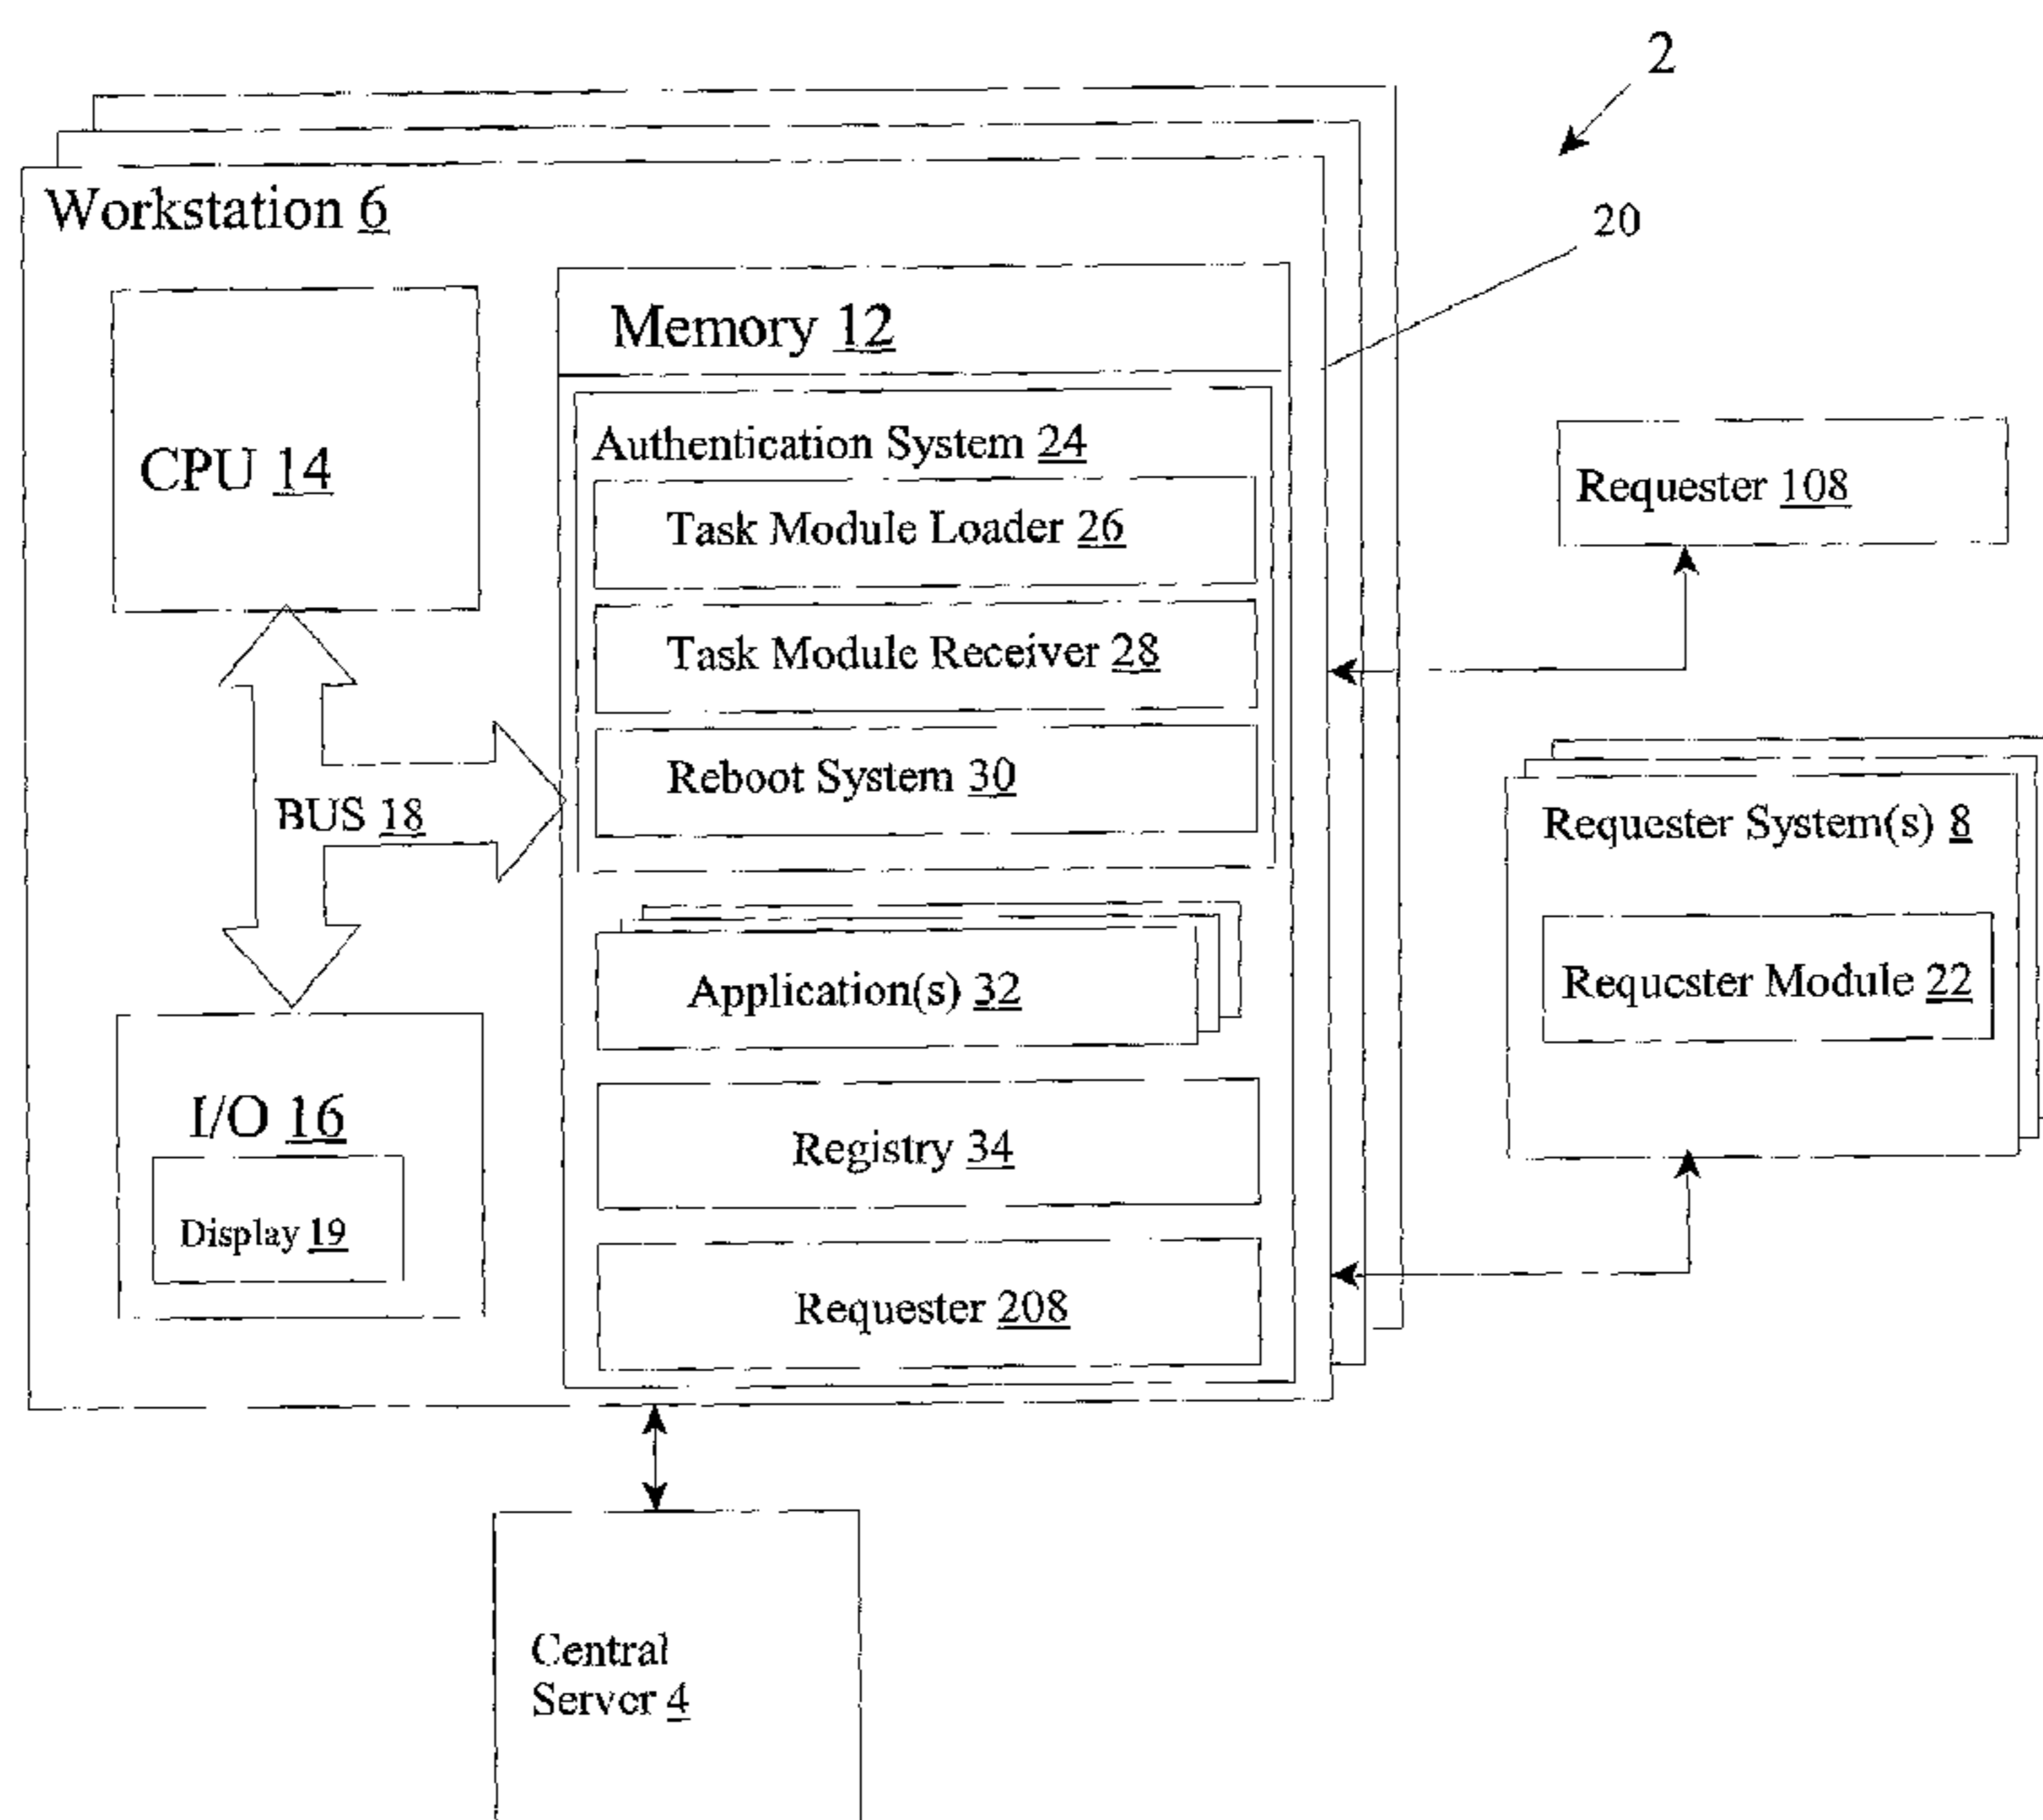 2
Workstation 6
20
Memory 12
CPU 14
Authentication System 24
Task Module Loader 26
Task Module Receiver 28
Reboot System 30
BUS 18
Application(s) 32
I/O 16
Display 19
Registry 34
Requester 208
Requester 108
Requester System(s) 8
Requester Module 22
Central
Server 4